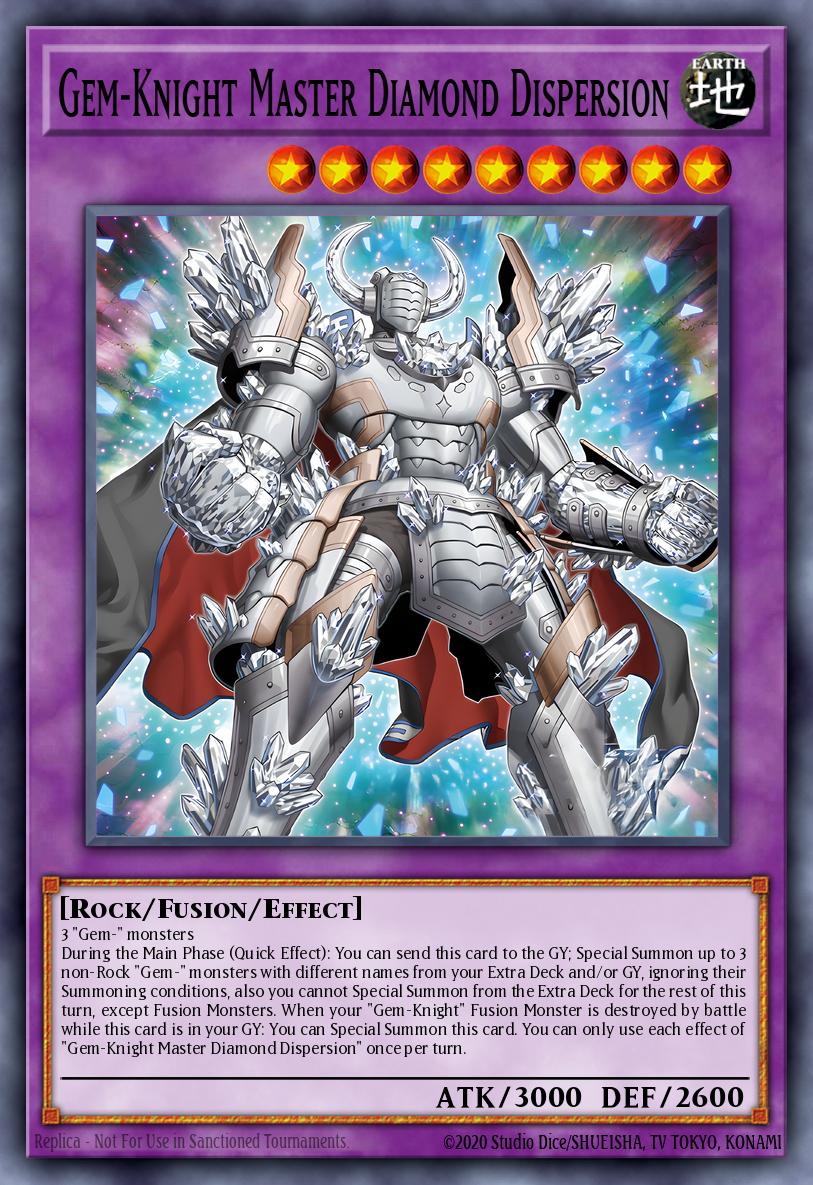 Gem-Knight Master Diamond Dispersion
EARTH
地
[Rock/Fusion/Effect]
3 "Gem-" monsters
During the Main Phase (Quick Effect): You can send this card to the GY; Special Summon up to 3
non-Rock "Gem-" monsters with different names from your Extra Deck and/or GY, ignoring their
Summoning conditions, also you cannot Special Summon from the Extra Deck for the rest of this
turn, except Fusion Monsters. When your "Gem-Knight" Fusion Monster is destroyed by battle
while this card is in your GY: You can Special Summon this card. You can only use each effect of
"Gem-Knight Master Diamond Dispersion" once per turn.
ATK/3000 DEF/2600
Replica - Not For Use in Sanctioned Tournaments.
©2020 Studio Dice/SHUEISHA, TV TOKYO, KONAMI